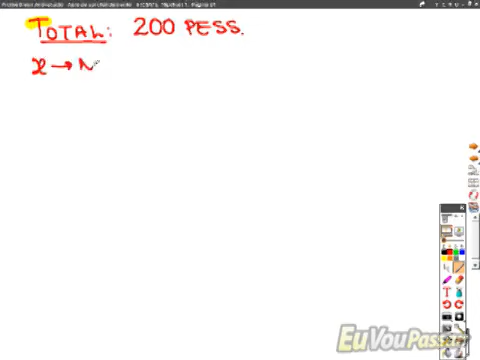 TOTAL: 200 PESS.
x → N
EuVouPassar